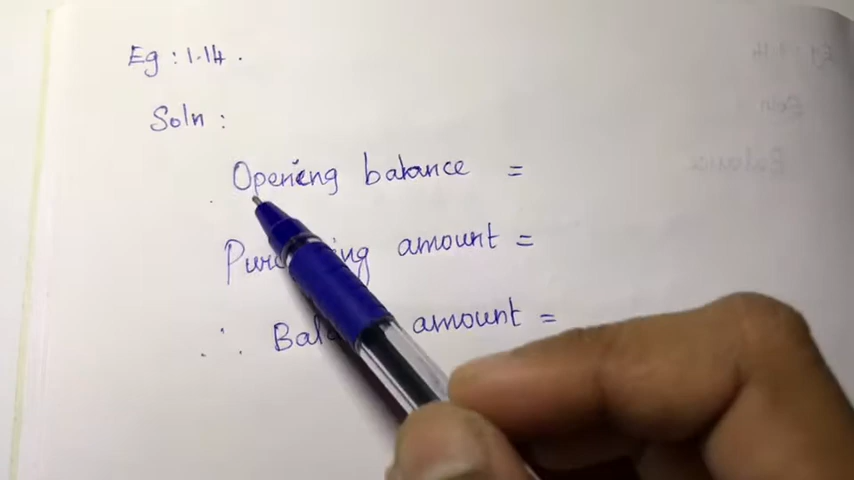 Eg : 1.14 .
Soln :
Opening balance =
amount =
∴ amount =